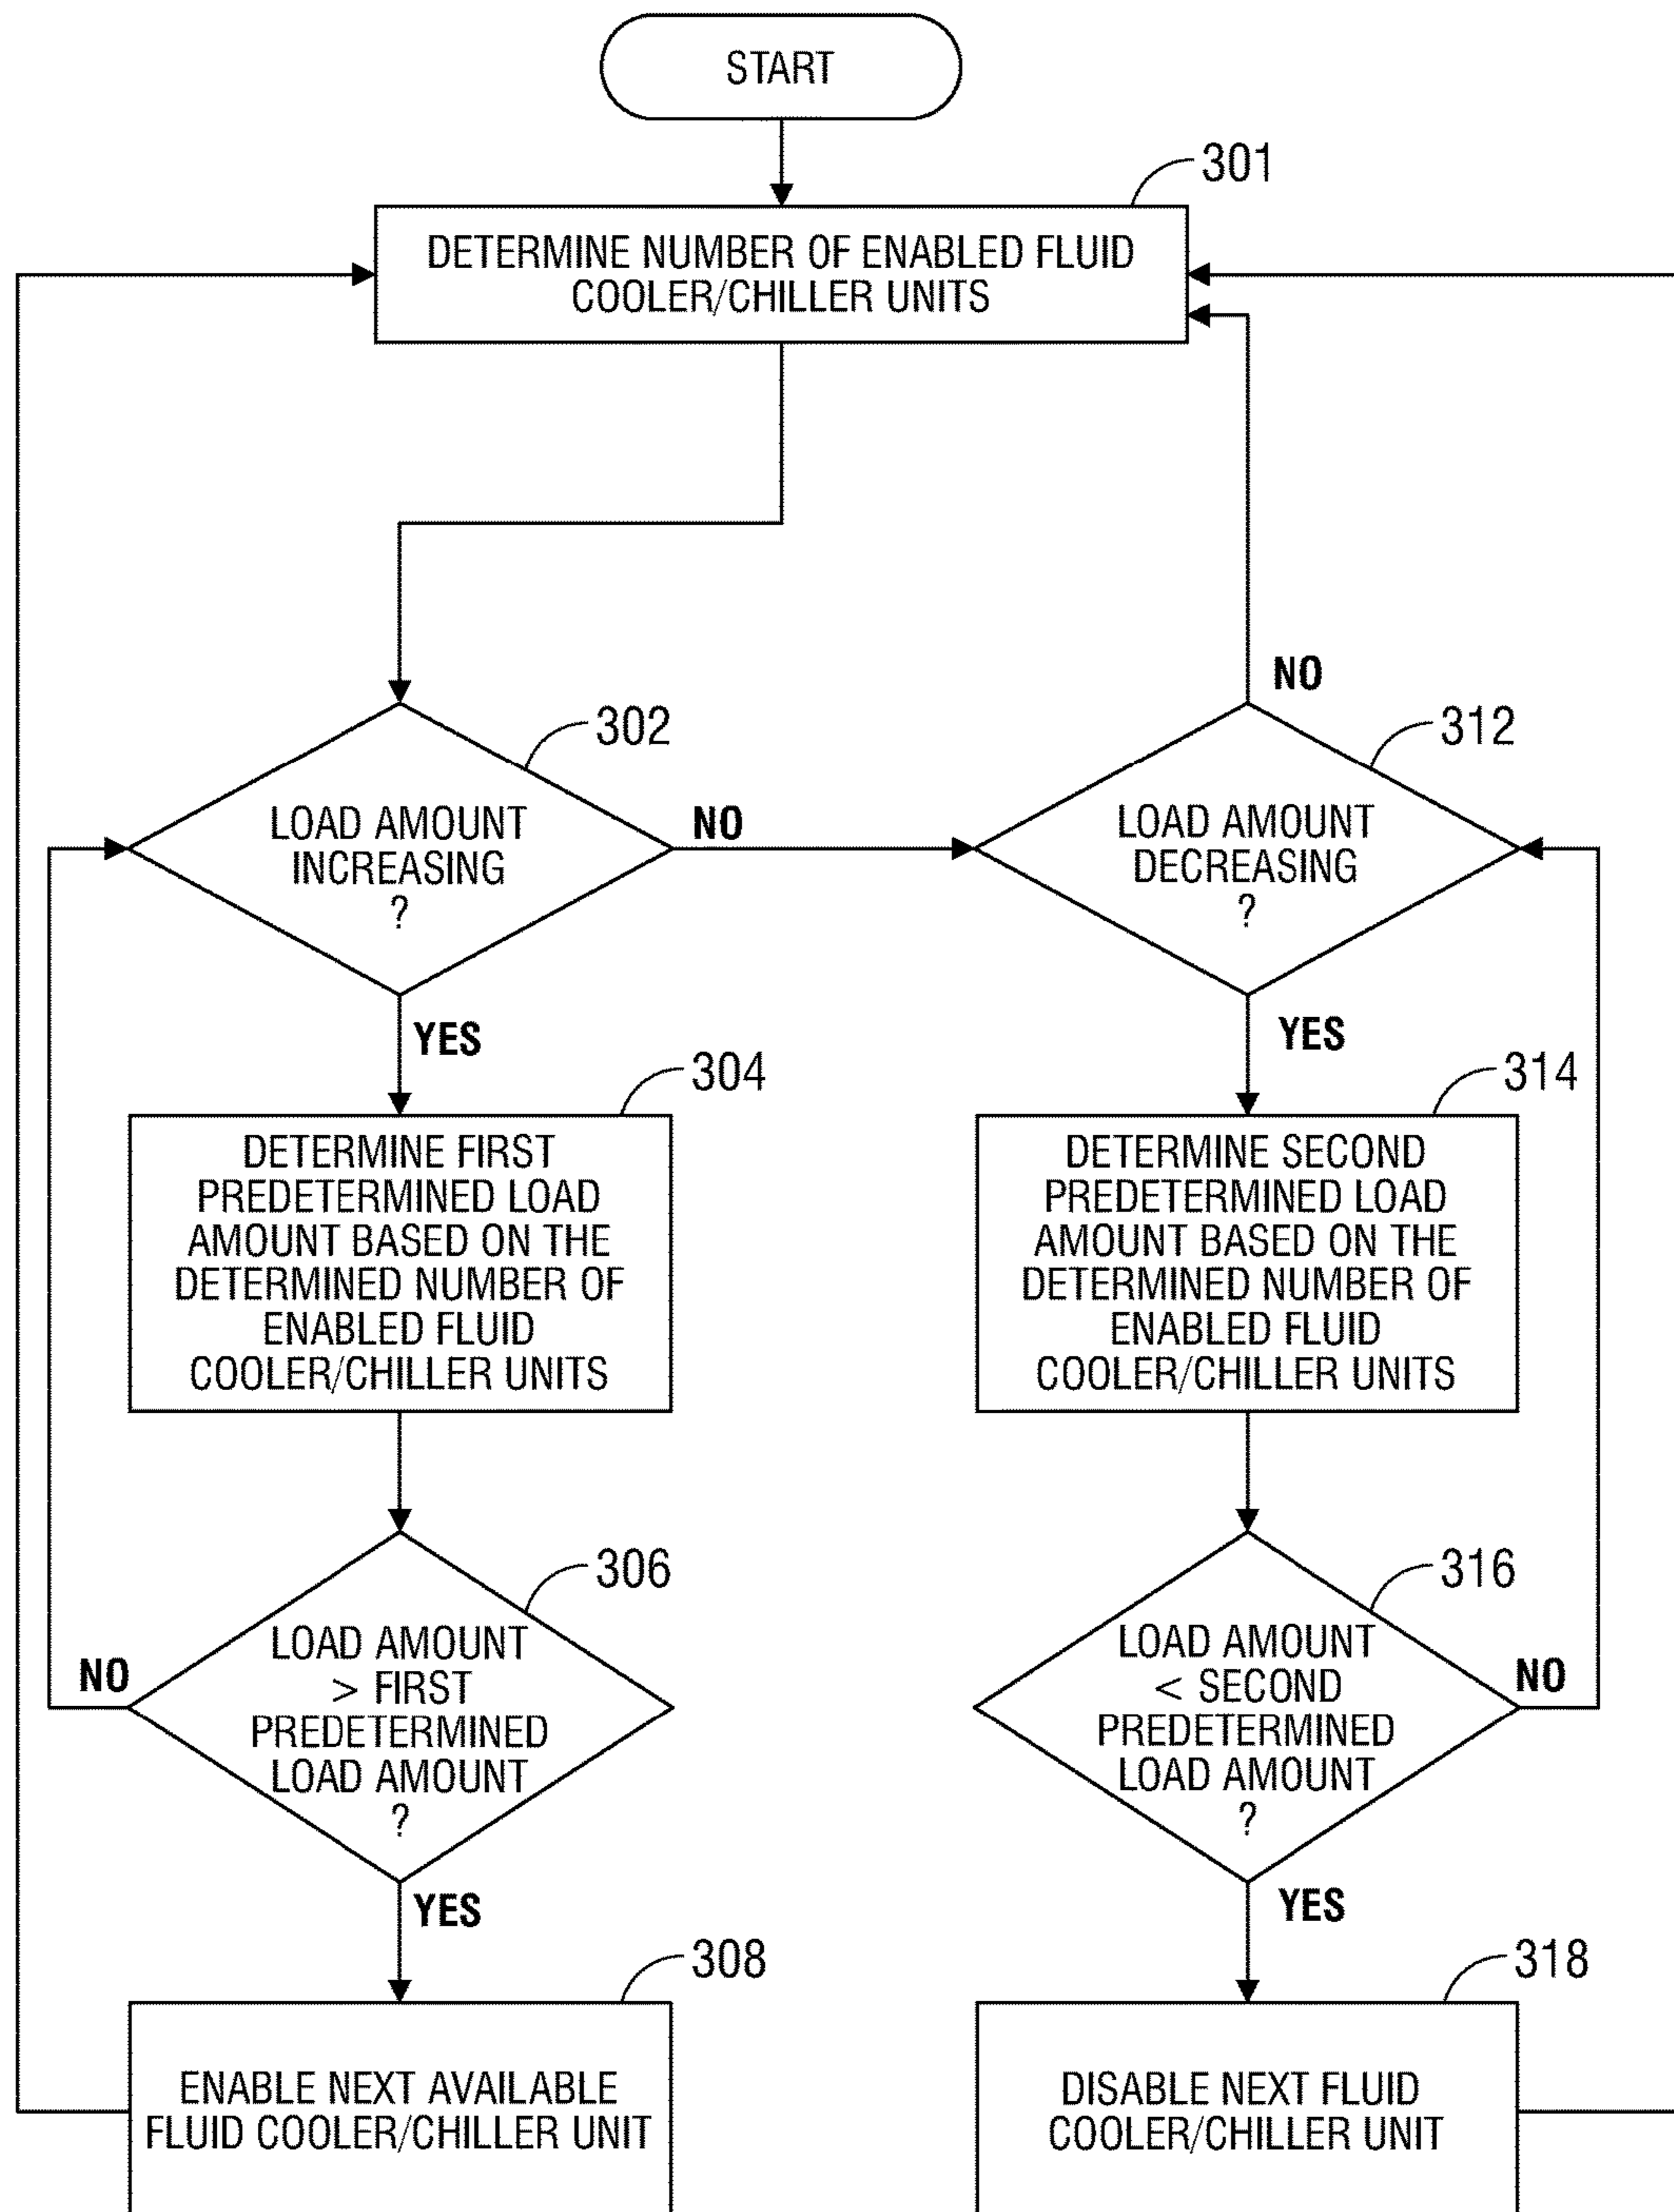 START
301
DETERMINE NUMBER OF ENABLED FLUID
COOLER/CHILLER UNITS
NO
302
312
LOAD AMOUNT
INCREASING
?
NO
LOAD AMOUNT
DECREASING
?
YES
YES
304
314
DETERMINE FIRST
PREDETERMINED LOAD
AMOUNT BASED ON THE
DETERMINED NUMBER OF
ENABLED FLUID
COOLER/CHILLER UNITS
DETERMINE SECOND
PREDETERMINED LOAD
AMOUNT BASED ON THE
DETERMINED NUMBER OF
ENABLED FLUID
COOLER/CHILLER UNITS
306
316
NO
LOAD AMOUNT
> FIRST
PREDETERMINED
LOAD AMOUNT
?
LOAD AMOUNT
< SECOND
PREDETERMINED
LOAD AMOUNT
?
NO
YES
YES
308
318
ENABLE NEXT AVAILABLE
FLUID COOLER/CHILLER UNIT
DISABLE NEXT FLUID
COOLER/CHILLER UNIT